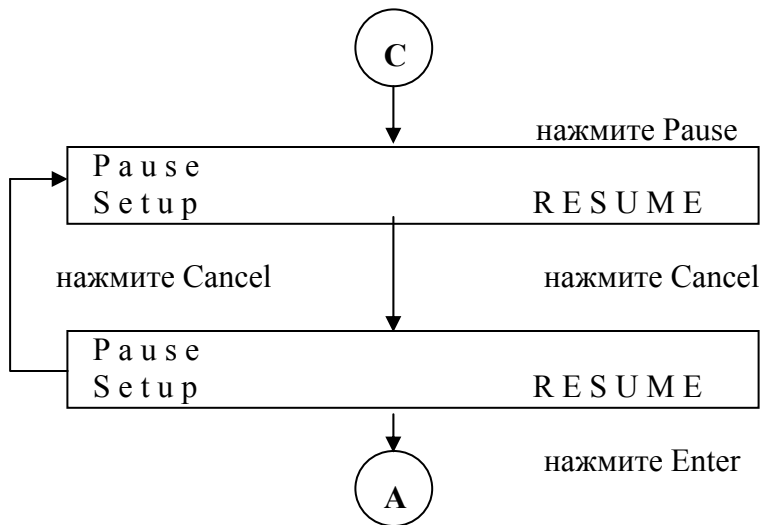 C
нажмите Pause
Pause
Setup RESUME
нажмите Cancel нажмите Cancel
Pause
Setup RESUME
нажмите Enter
A